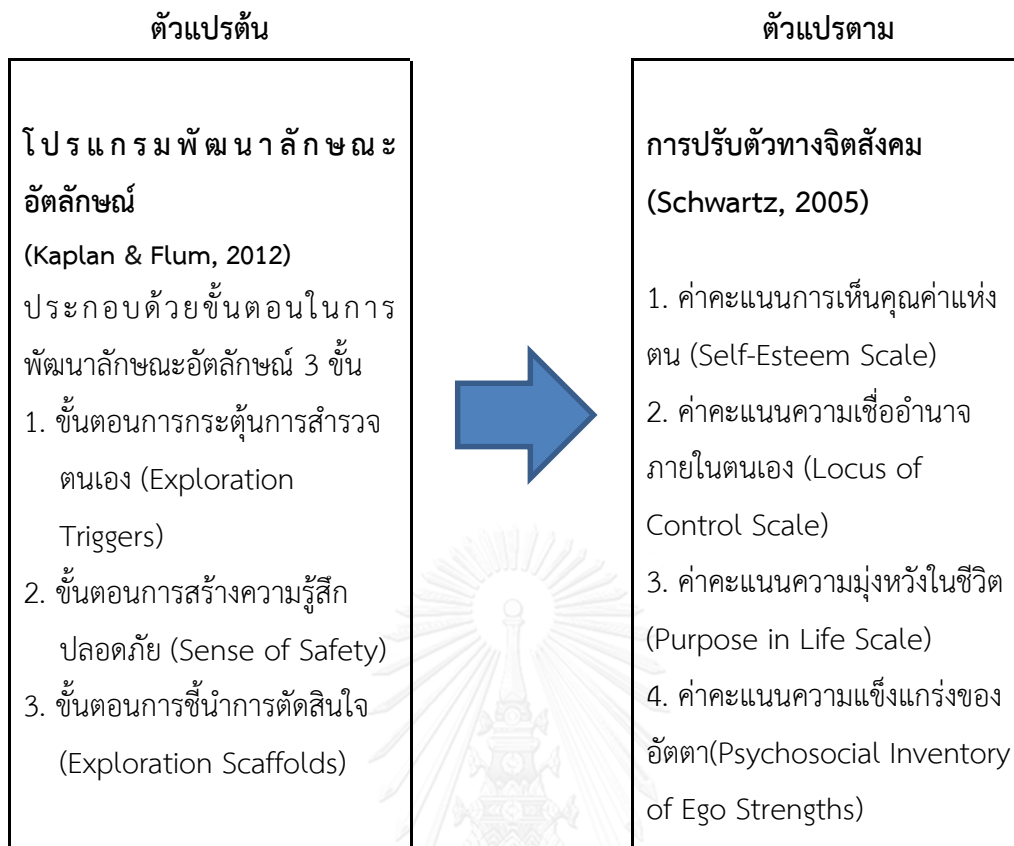 ตัวแปรต้น
โปรแกรมพัฒนาลักษณะ
อัตลักษณ์
(Kaplan & Flum, 2012)
ประกอบด้วยขั้นตอนในการ
พัฒนาลักษณะอัตลักษณ์ 3 ขั้น
1. ขั้นตอนการกระตุ้นการสำรวจ
ตนเอง (Exploration
Triggers)
2. ขั้นตอนการสร้างความรู้สึก
ปลอดภัย (Sense of Safety)
3. ขั้นตอนการชี้นำการตัดสินใจ
(Exploration Scaffolds)
ตัวแปรตาม
การปรับตัวทางจิตสังคม
(Schwartz, 2005)
1. ค่าคะแนนการเห็นคุณค่าแห่ง
ตน (Self-Esteem Scale)
2. ค่าคะแนนความเชื่ออำนาจ
ภายในตนเอง (Locus of
Control Scale)
3. ค่าคะแนนความมุ่งหวังในชีวิต
(Purpose in Life Scale)
4. ค่าคะแนนความแข็งแกร่งของ
อัตตา(Psychosocial Inventory
of Ego Strengths)